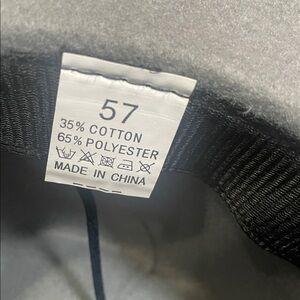 57
35% COTTON
65% POLYESTER
MADE IN CHINA